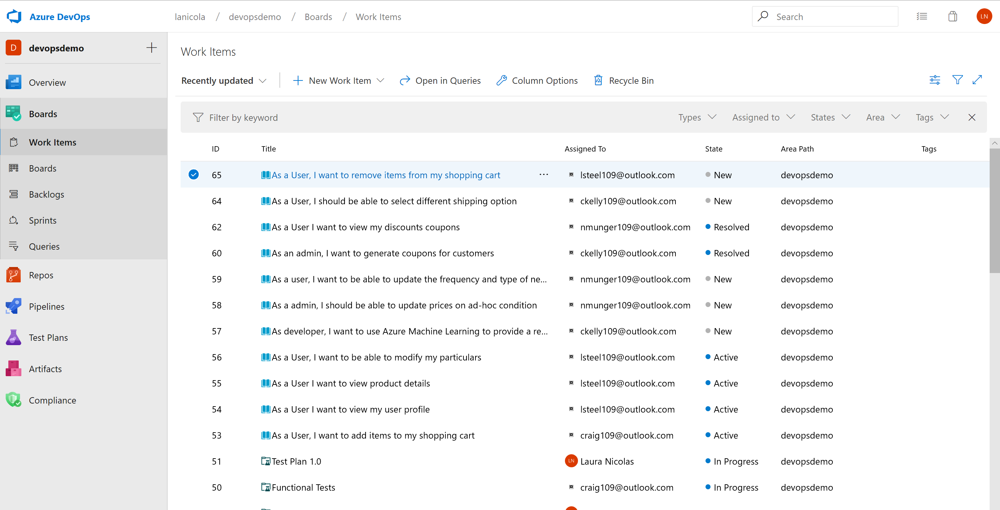 Azure DevOps
lanicola / devopsdemo / Boards / Work Items
Search
LN
D devopsdemo
Overview
Boards
Work Items
Boards
Backlogs
Sprints
Queries
Repos
Pipelines
Test Plans
Artifacts
Compliance
Work Items
Recently updated New Work Item Open in Queries Column Options Recycle Bin
Filter by keyword Types Assigned to States Area Tags
ID Title Assigned To State Area Path Tags
65 As a User, I want to remove items from my shopping cart ... lsteel109@outlook.com New devopsdemo
64 As a User, I should be able to select different shipping option ckelly109@outlook.com New devopsdemo
62 As a User I want to view my discounts coupons nmunger109@outlook.com Resolved devopsdemo
60 As an admin, I want to generate coupons for customers ckelly109@outlook.com Resolved devopsdemo
59 As a user, I want to be able to update the frequency and type of ne... nmunger109@outlook.com New devopsdemo
58 As a admin, I should be able to update prices on ad-hoc condition nmunger109@outlook.com New devopsdemo
57 As developer, I want to use Azure Machine Learning to provide a re... ckelly109@outlook.com New devopsdemo
56 As a User, I want to be able to modify my particulars lsteel109@outlook.com Active devopsdemo
55 As a User I want to view product details lsteel109@outlook.com Active devopsdemo
54 As a User I want to view my user profile lsteel109@outlook.com Active devopsdemo
53 As a User, I want to add items to my shopping cart craig109@outlook.com Active devopsdemo
51 Test Plan 1.0 LN Laura Nicolas In Progress devopsdemo
50 Functional Tests craig109@outlook.com In Progress devopsdemo